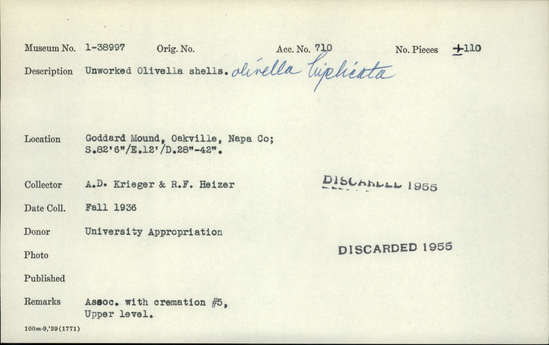 Museum No. 1-38997 Orig. No. Acc. No. 710 No. Pieces ±110
Description Unworked Olivella shells. olivella biplicata
Location Goddard Mound, Oakville, Napa Co;
S.82'6"/E.12'/D.28"-42".
Collector A.D. Krieger & R.F. Heizer
DISCARDED 1955
Date Coll. Fall 1936
Donor University Appropriation
DISCARDED 1955
Photo
Published
Remarks Assoc. with cremation #5,
Upper level.
100m-9,'39(1771)